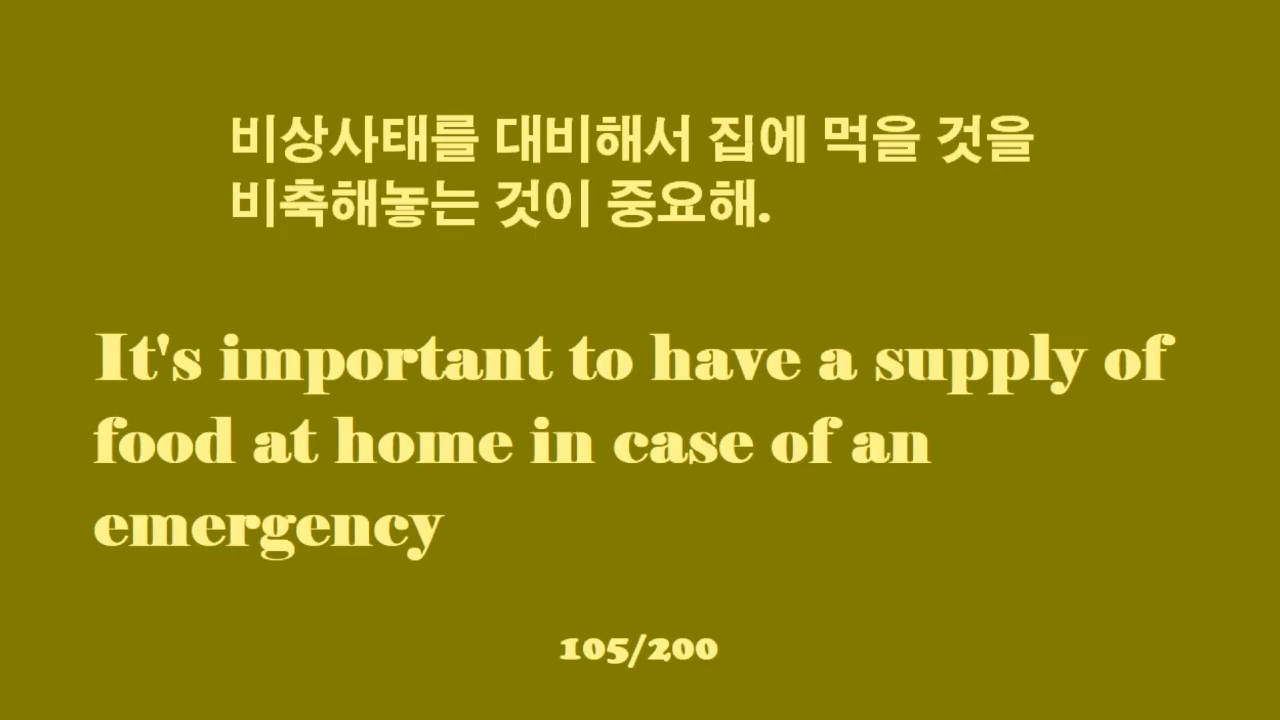 비상사태를 대비해서 집에 먹을 것을
비축해놓는 것이 중요해.
It's important to have a supply of
food at home in case of an
emergency
105/200